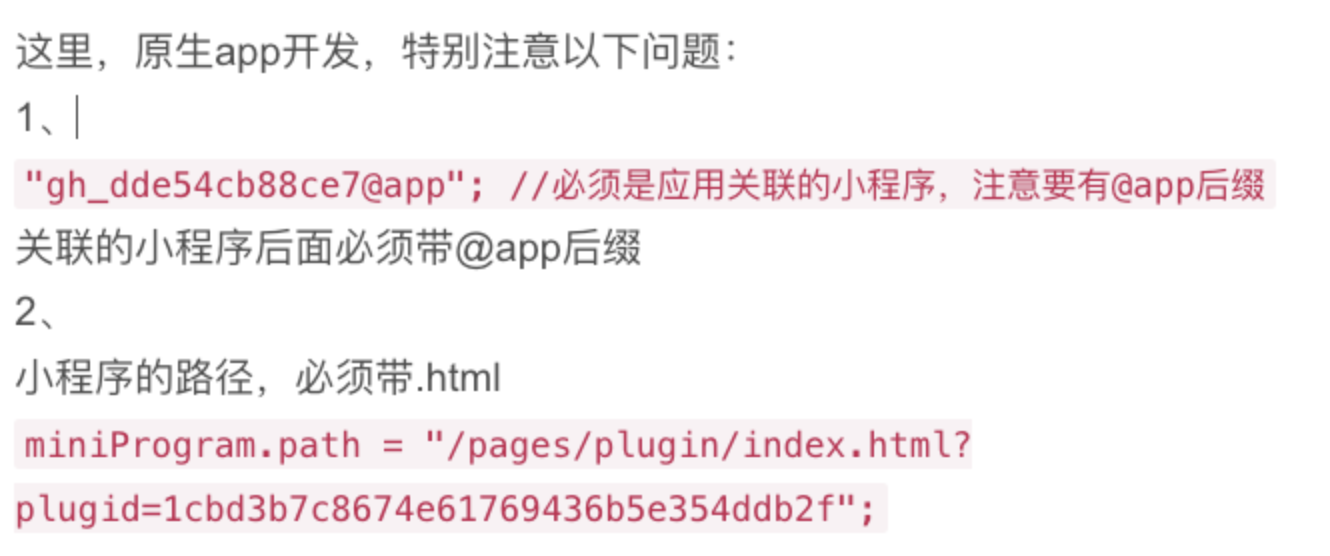 这里，原生app开发，特别注意以下问题：
1、
"gh_dde54cb88ce7@app"; //必须是应用关联的小程序，注意要有@app后缀
关联的小程序后面必须带@app后缀
2、
小程序的路径，必须带.html
miniProgram.path = "/pages/plugin/index.html?
plugid=1cbd3b7c8674e61769436b5e354ddb2f";